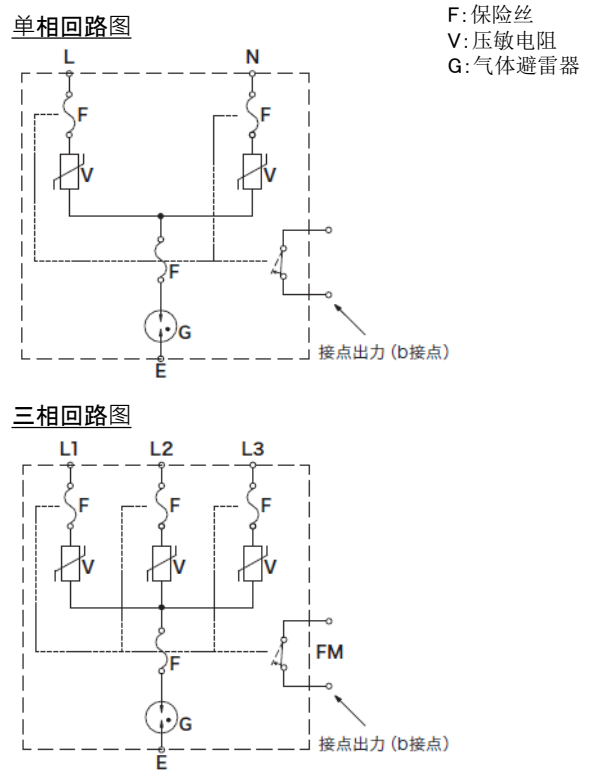 单相回路图
F:保险丝
V:压敏电阻
G:气体避雷器
L N
F F
V V
F
G
E
接点出力 (b接点)
三相回路图
L1 L2 L3
F F F
V V V
F
FM
G
E
接点出力 (b接点)